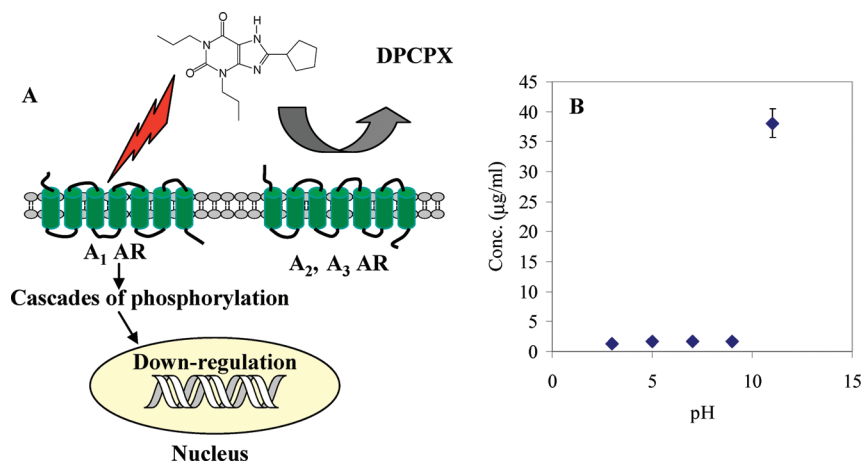 A
O
H
N
N
O
N
N
DPCPX
A1 AR
A2, A3 AR
Cascades of phosphorylation
Down-regulation
Nucleus
B
Conc. (µg/ml)
45
40
35
30
25
20
15
10
5
0
0 5 10 15
pH